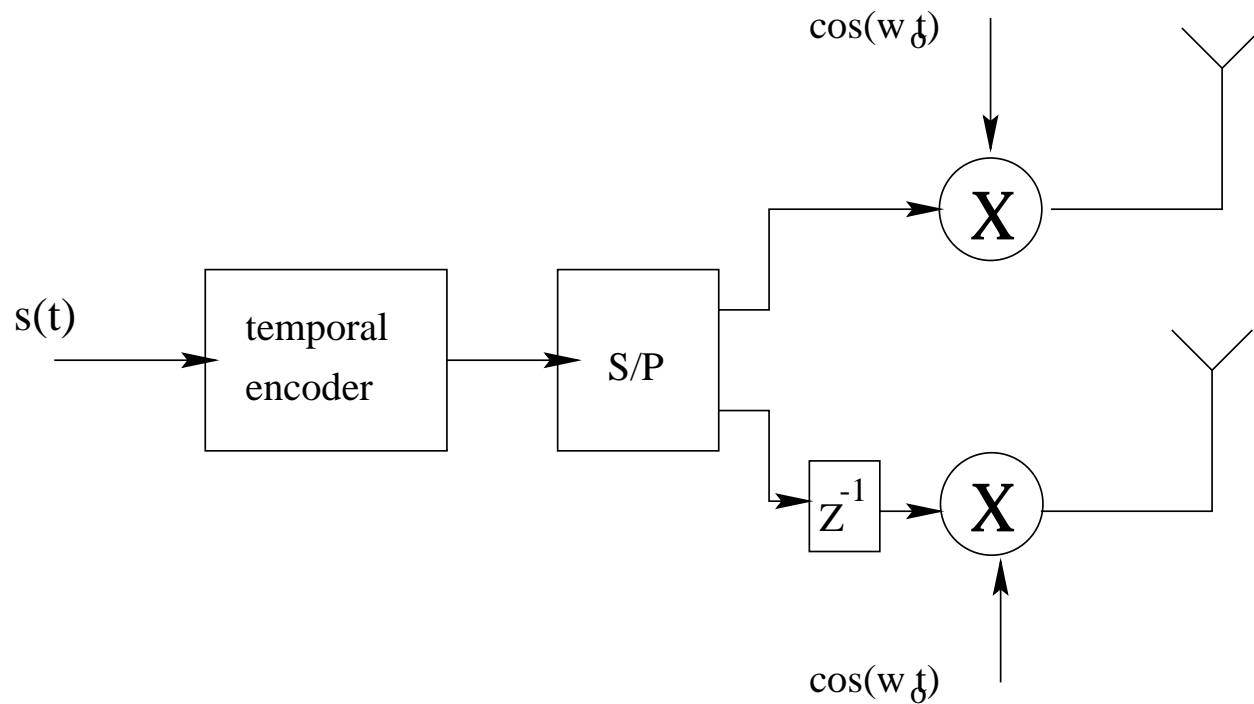 cos(w₀t)
X
s(t)
temporal
encoder
S/P
Z⁻¹
X
cos(w₀t)